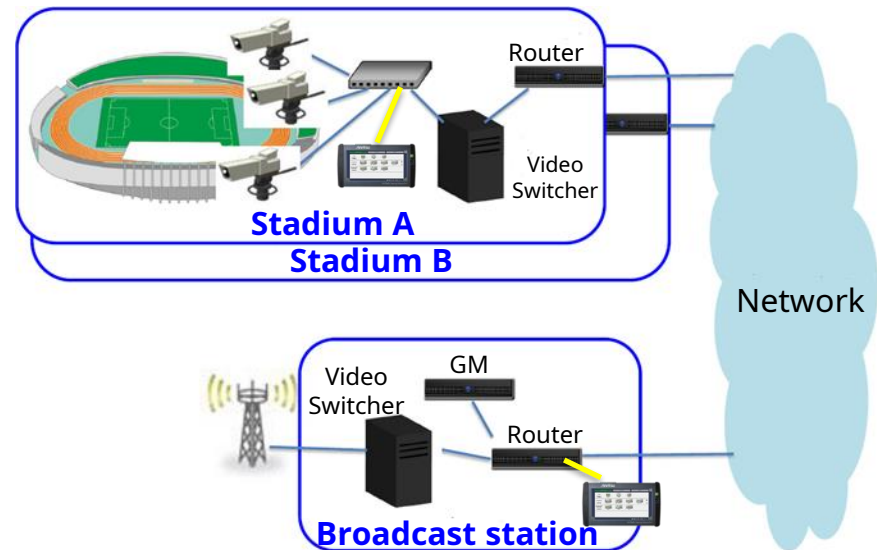 Router
Video
Switcher
Stadium A
Stadium B
Network
GM
Video
Switcher
Router
Broadcast station